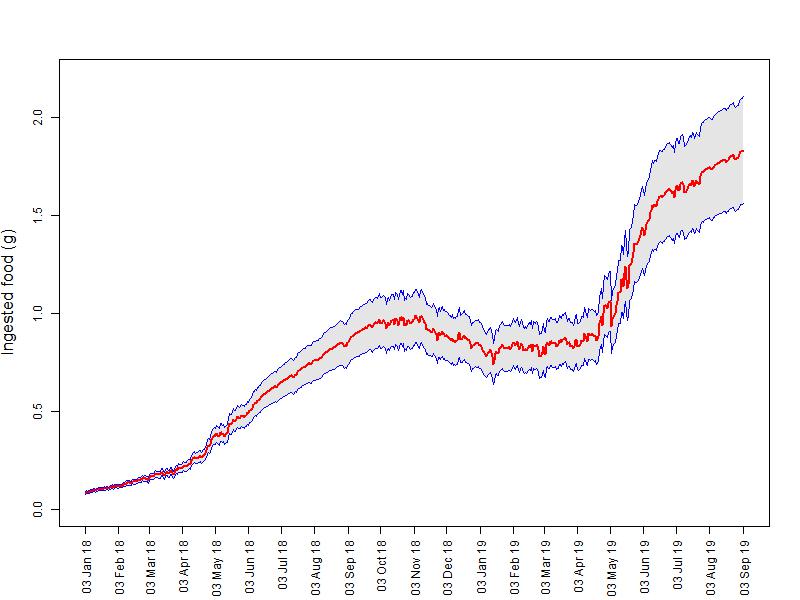 Ingested food (g)
2.0
1.5
1.0
0.5
0.0
03 Jan 18
03 Feb 18
03 Mar 18
03 Apr 18
03 May 18
03 Jun 18
03 Jul 18
03 Aug 18
03 Sep 18
03 Oct 18
03 Nov 18
03 Dec 18
03 Jan 19
03 Feb 19
03 Mar 19
03 Apr 19
03 May 19
03 Jun 19
03 Jul 19
03 Aug 19
03 Sep 19